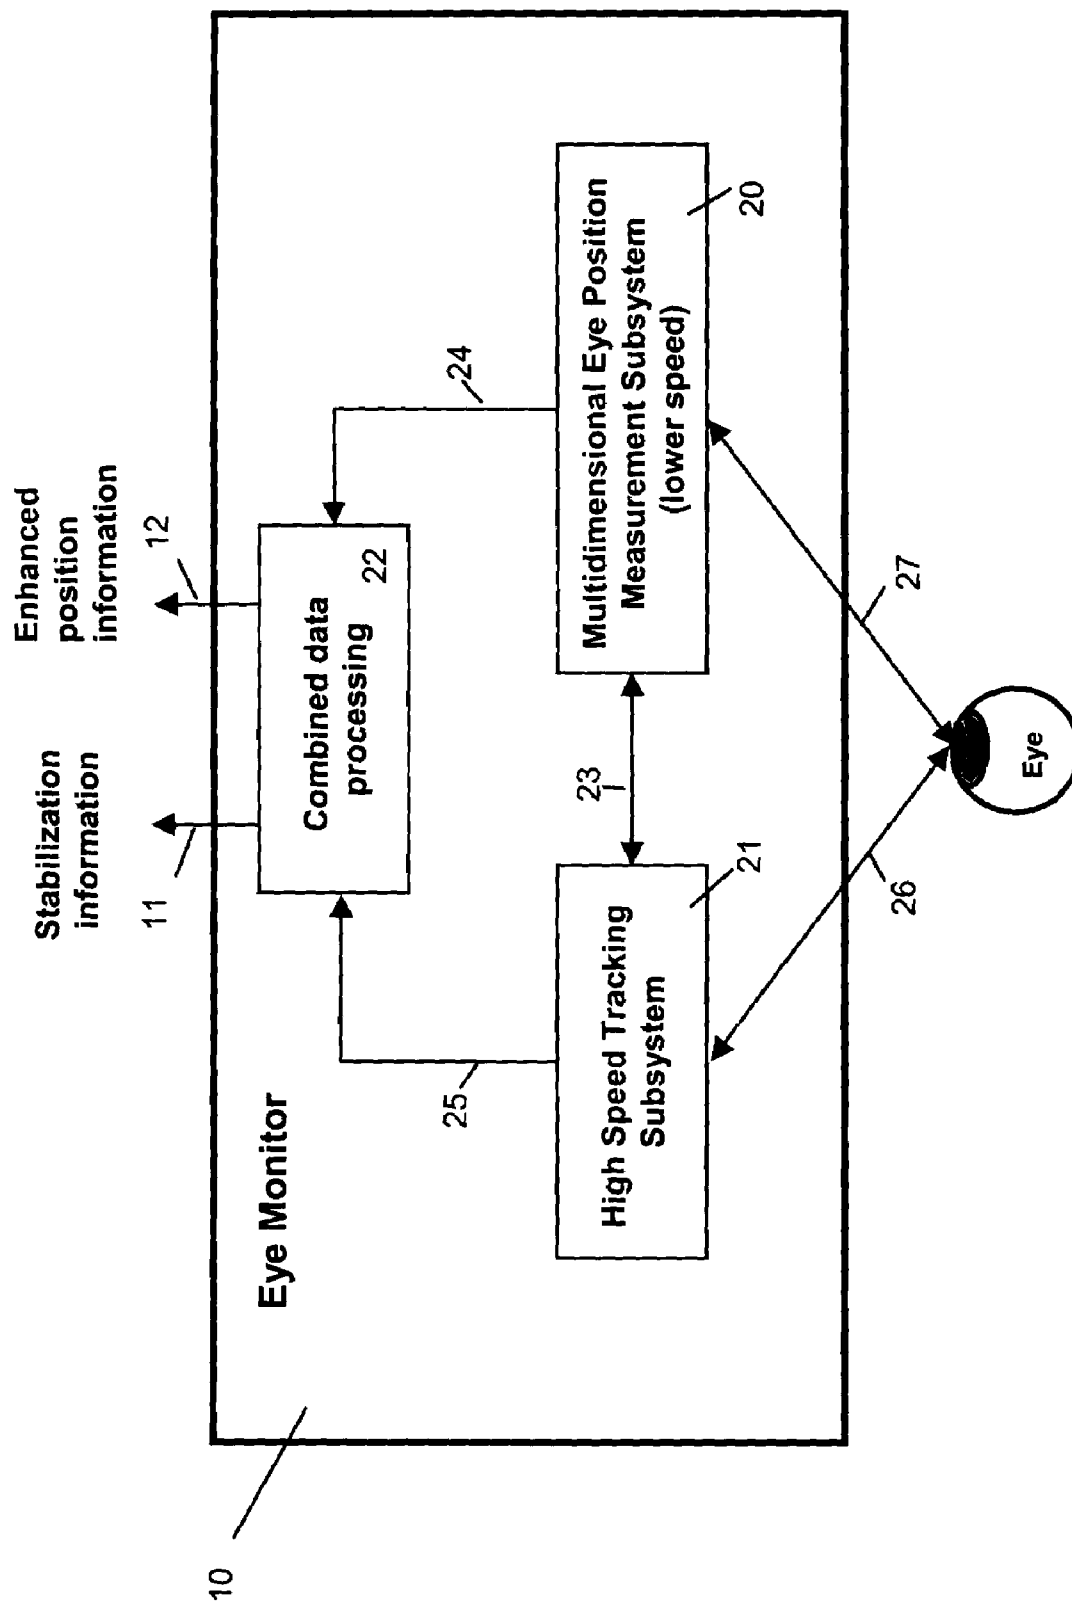 Stabilization
information
Enhanced
position
information
11
12
10
Eye Monitor
Combined data
processing
22
25
24
High Speed Tracking
Subsystem
21
23
Multidimensional Eye Position
Measurement Subsystem
(lower speed)
20
26
27
Eye